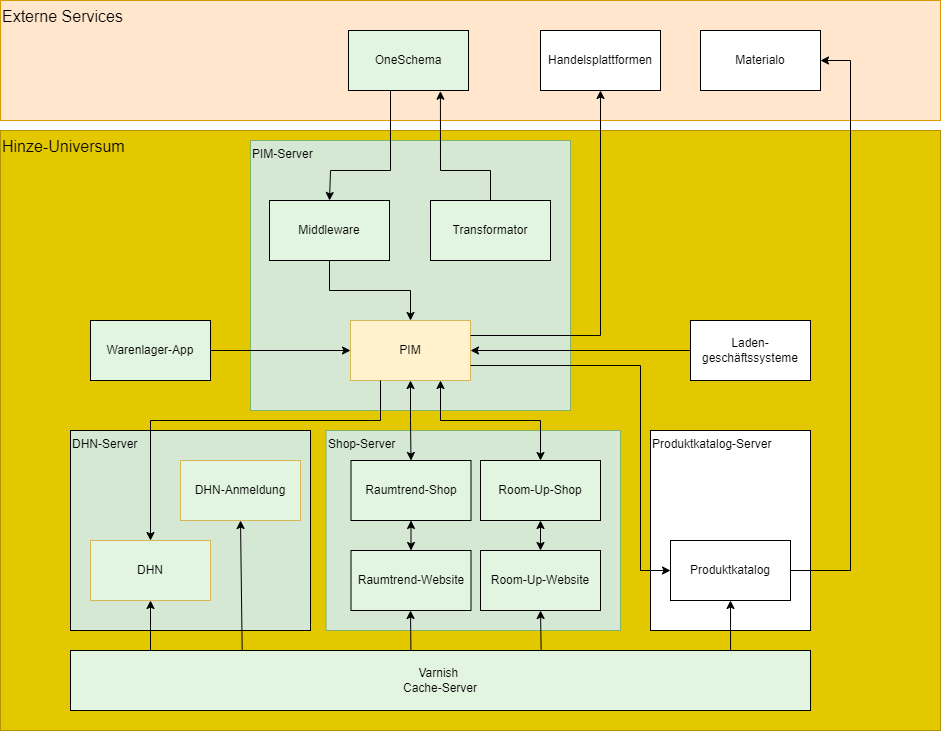 Externe Services
OneSchema
Handelsplattformen
Materialo
Hinze-Universum
PIM-Server
Middleware
Transformator
Warenlager-App
PIM
Laden-
geschäftssysteme
DHN-Server
Shop-Server
Produktkatalog-Server
DHN-Anmeldung
Raumtrend-Shop
Room-Up-Shop
DHN
Raumtrend-Website
Room-Up-Website
Produktkatalog
Varnish
Cache-Server